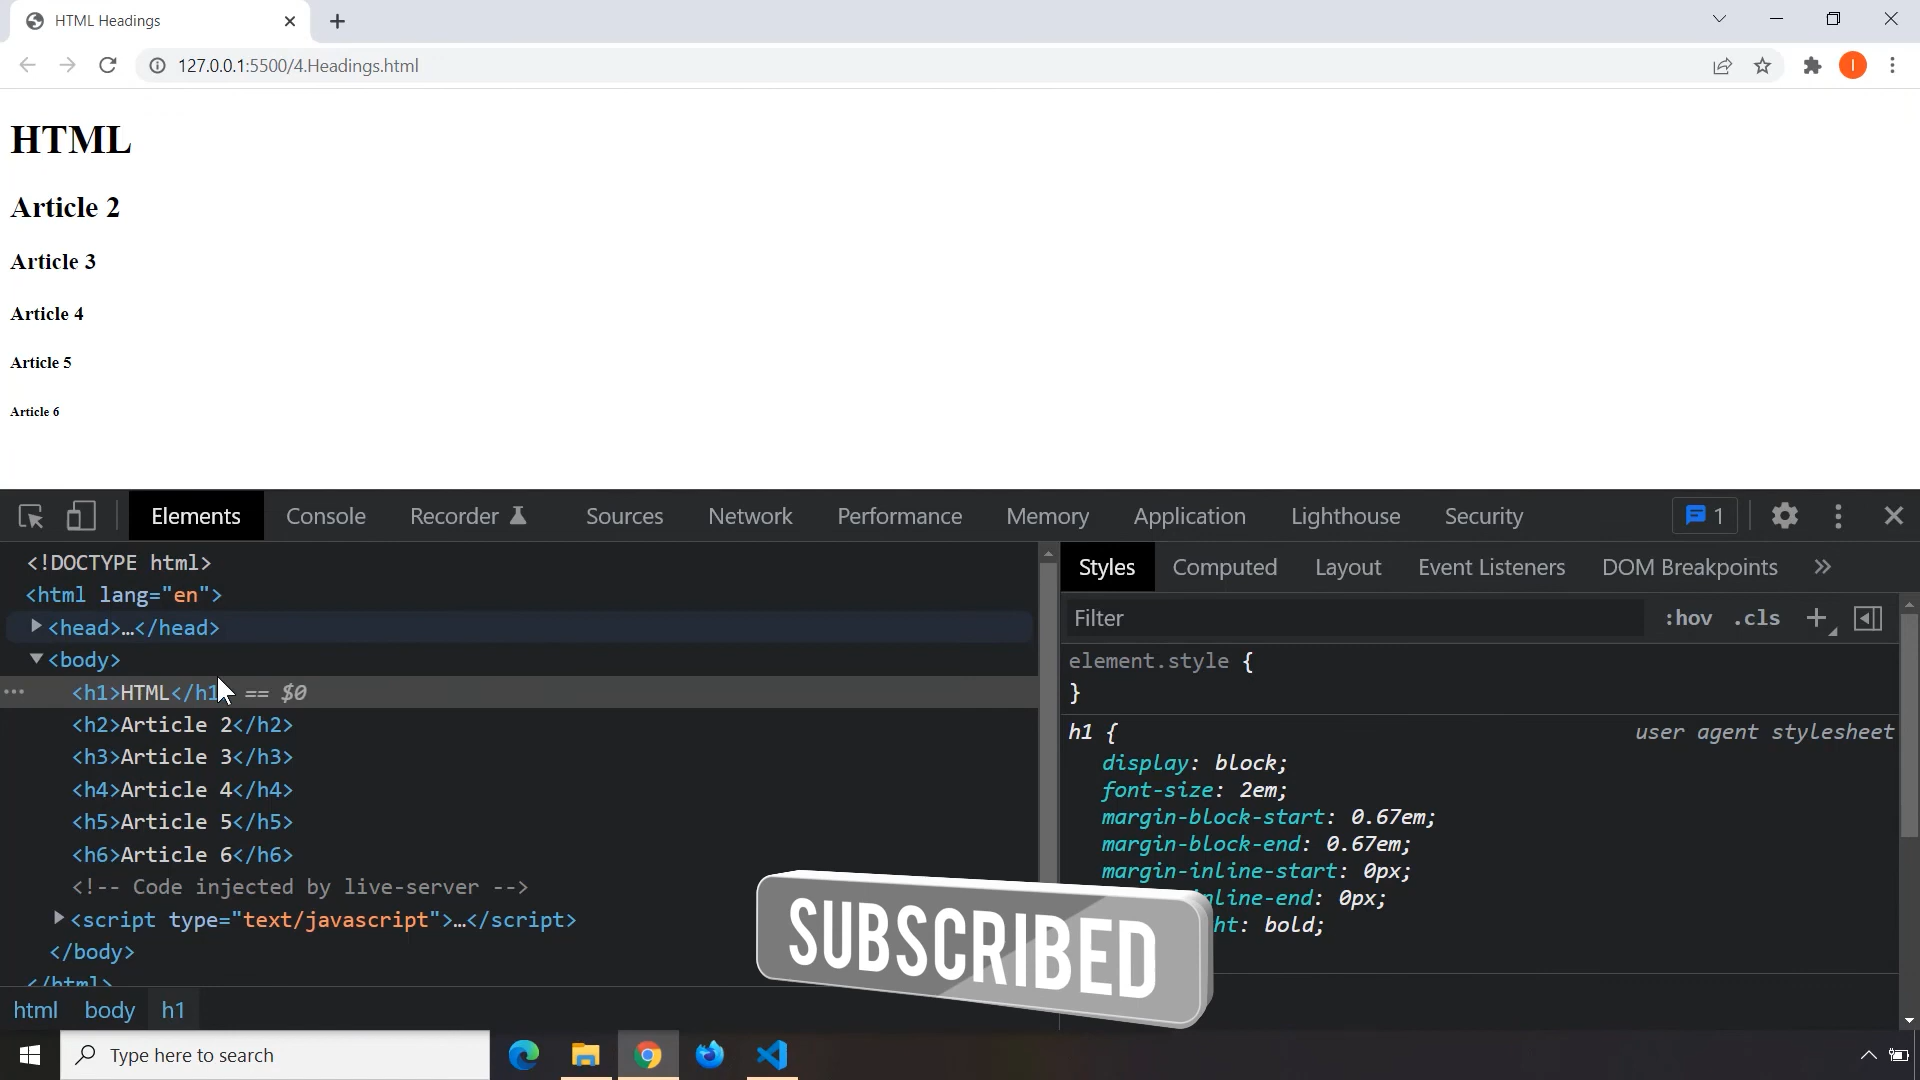 HTML Headings
127.0.0.1:5500/4.Headings.html
I
HTML
Article 2
Article 3
Article 4
Article 5
Article 6
Elements Console Recorder Sources Network Performance Memory Application Lighthouse Security 1
<!DOCTYPE html>
<html lang="en">
<head>…</head>
<body>
<h1>HTML</h1 == $0
<h2>Article 2</h2>
<h3>Article 3</h3>
<h4>Article 4</h4>
<h5>Article 5</h5>
<h6>Article 6</h6>
<!-- Code injected by live-server -->
<script type="text/javascript">…</script>
</body>
</html>
html body h1
Styles Computed Layout Event Listeners DOM Breakpoints »
Filter :hov .cls
element.style {
}
h1 { user agent stylesheet
display: block;
font-size: 2em;
margin-block-start: 0.67em;
margin-block-end: 0.67em;
margin-inline-start: 0px;
inline-end: 0px;
ht: bold;
SUBSCRIBED
Type here to search